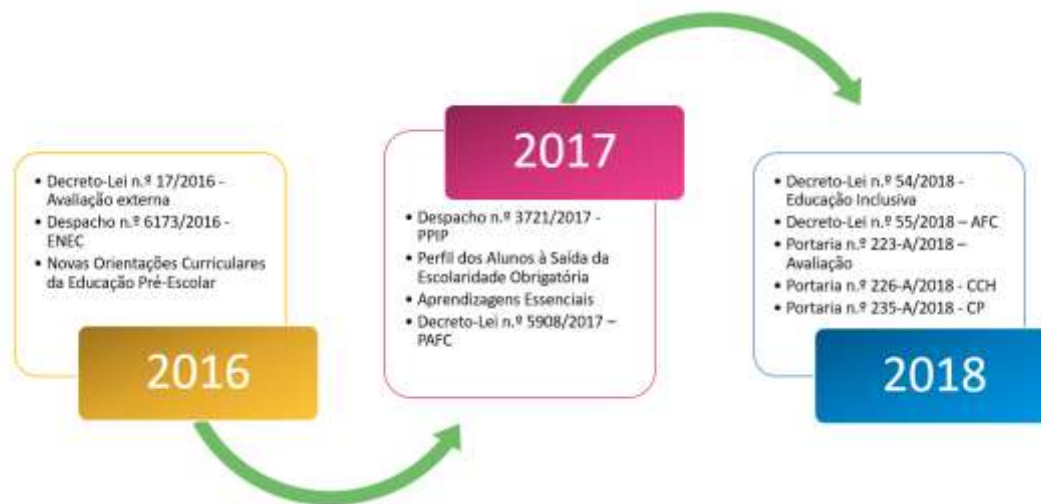 2016
• Decreto-Lei n.º 17/2016 -
Avaliação externa
• Despacho n.º 6173/2016 -
ENEC
• Novas Orientações Curriculares
da Educação Pré-Escolar
2017
• Despacho n.º 3721/2017 -
PPIP
• Perfil dos Alunos à Saída da
Escolaridade Obrigatória
• Aprendizagens Essenciais
• Decreto-Lei n.º 5908/2017 –
PAFC
2018
• Decreto-Lei n.º 54/2018 -
Educação Inclusiva
• Decreto-Lei n.º 55/2018 – AFC
• Portaria n.º 223-A/2018 –
Avaliação
• Portaria n.º 226-A/2018 - CCH
• Portaria n.º 235-A/2018 - CP